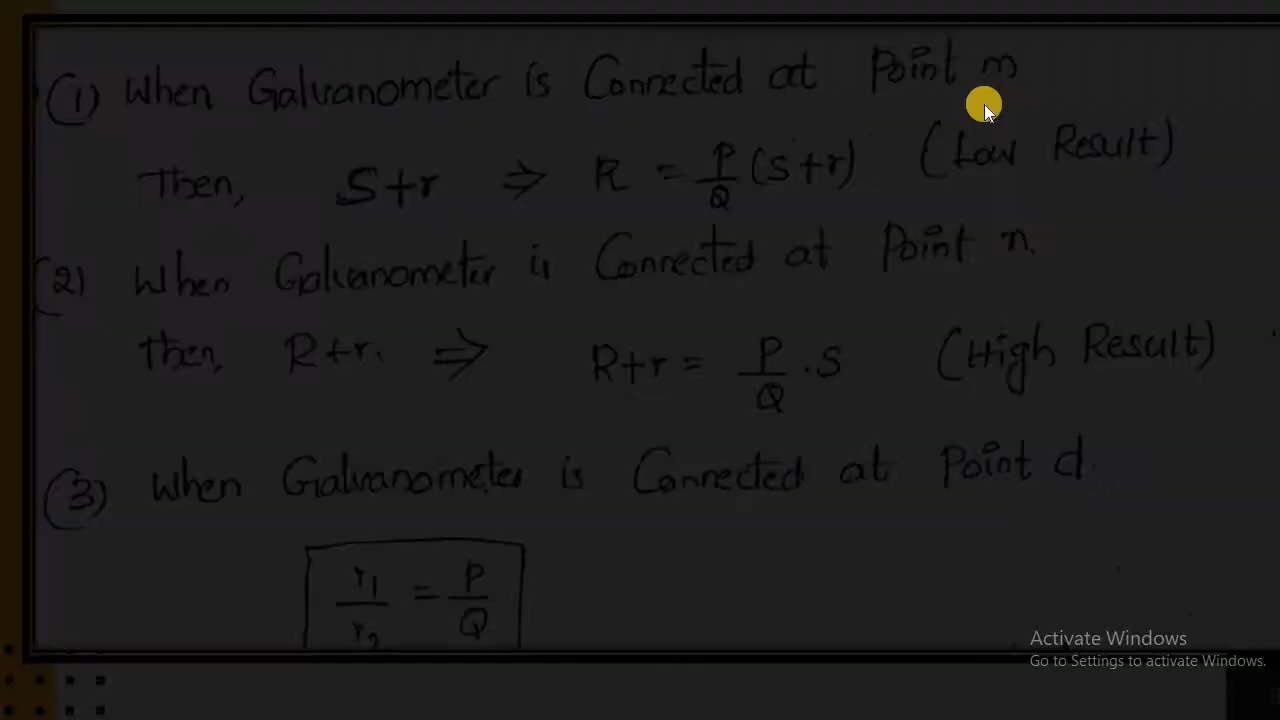 (1) When Galvanometer is Connected at Point m
Then, S+r ⇒ R = P/Q (S+r) (Low Result)
(2) When Galvanometer is Connected at Point n.
then, R+r. ⇒ R+r = P/Q . S (High Result)
(3) When Galvanometer is Connected at Point d.
r1/r2 = P/Q
Activate Windows
Go to Settings to activate Windows.